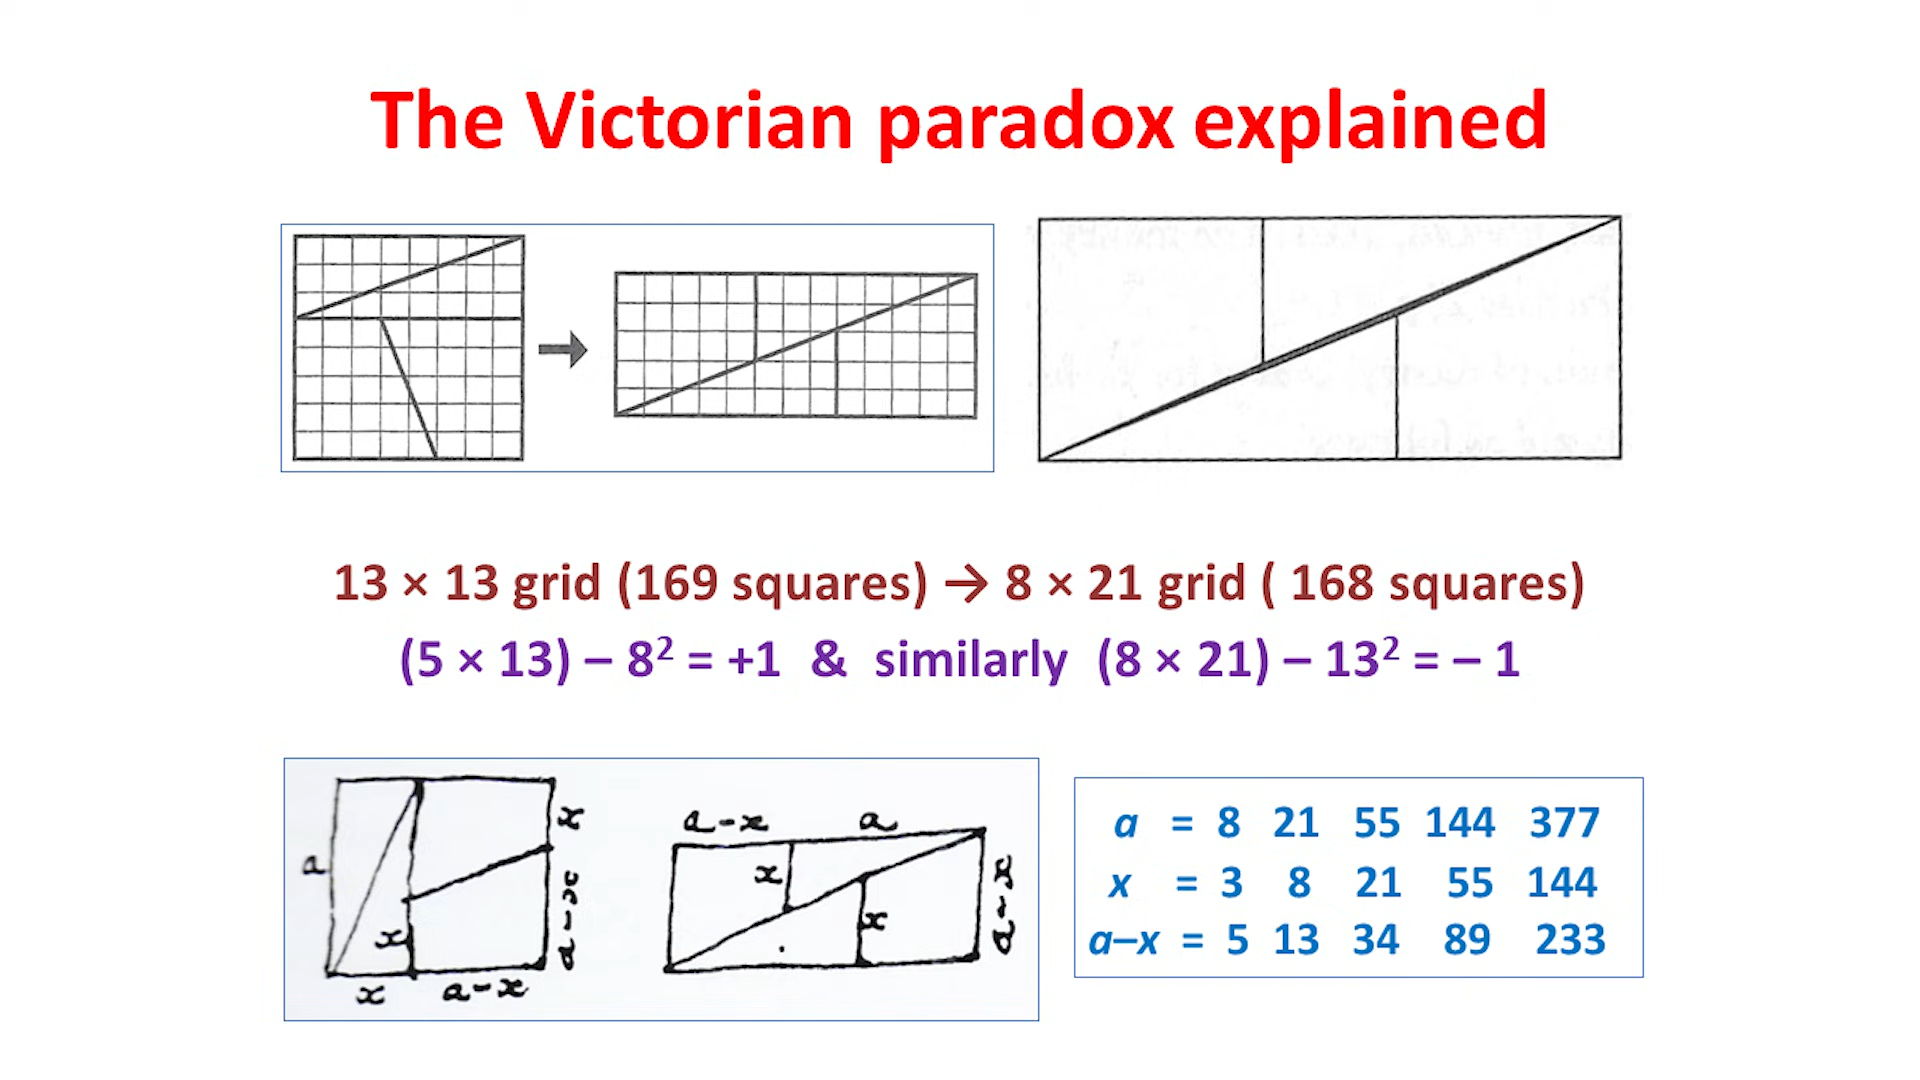 The Victorian paradox explained
13 × 13 grid (169 squares) → 8 × 21 grid ( 168 squares)
(5 × 13) – 8² = +1 & similarly (8 × 21) – 13² = – 1
a
x
x
a-x
x
a-x
a-x
a
x
x
a-x
a = 8 21 55 144 377
x = 3 8 21 55 144
a–x = 5 13 34 89 233